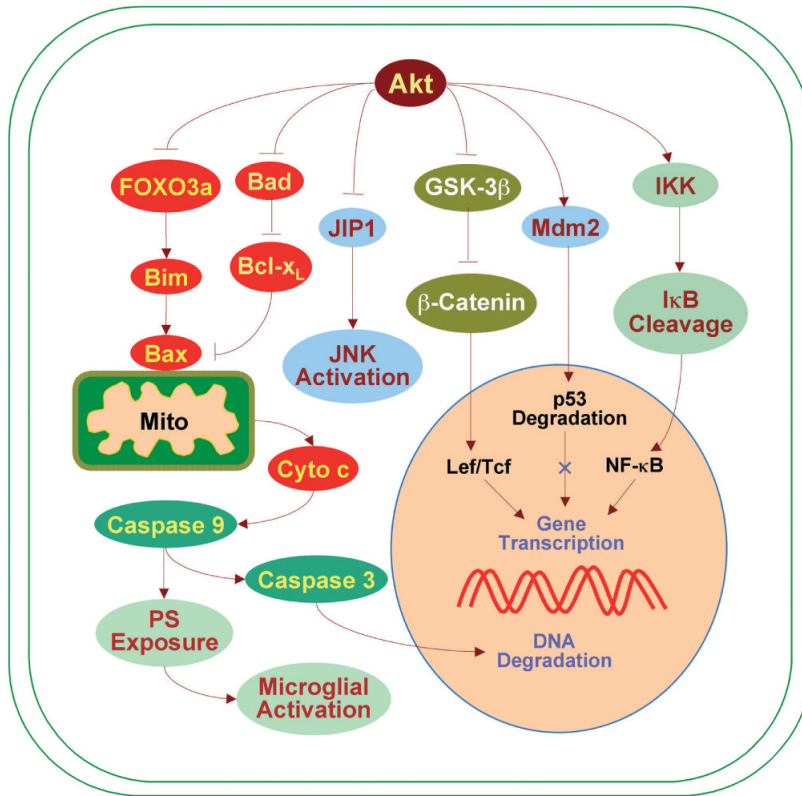 Akt
FOXO3a
Bad
GSK-3β
IKK
JIP1
Mdm2
Bim
Bcl-xL
β-Catenin
IκB
Cleavage
Bax
JNK
Activation
Mito
p53
Degradation
Cyto c
Lef/Tcf
×
NF-κB
Caspase 9
Gene
Transcription
Caspase 3
PS
Exposure
DNA
Degradation
Microglial
Activation